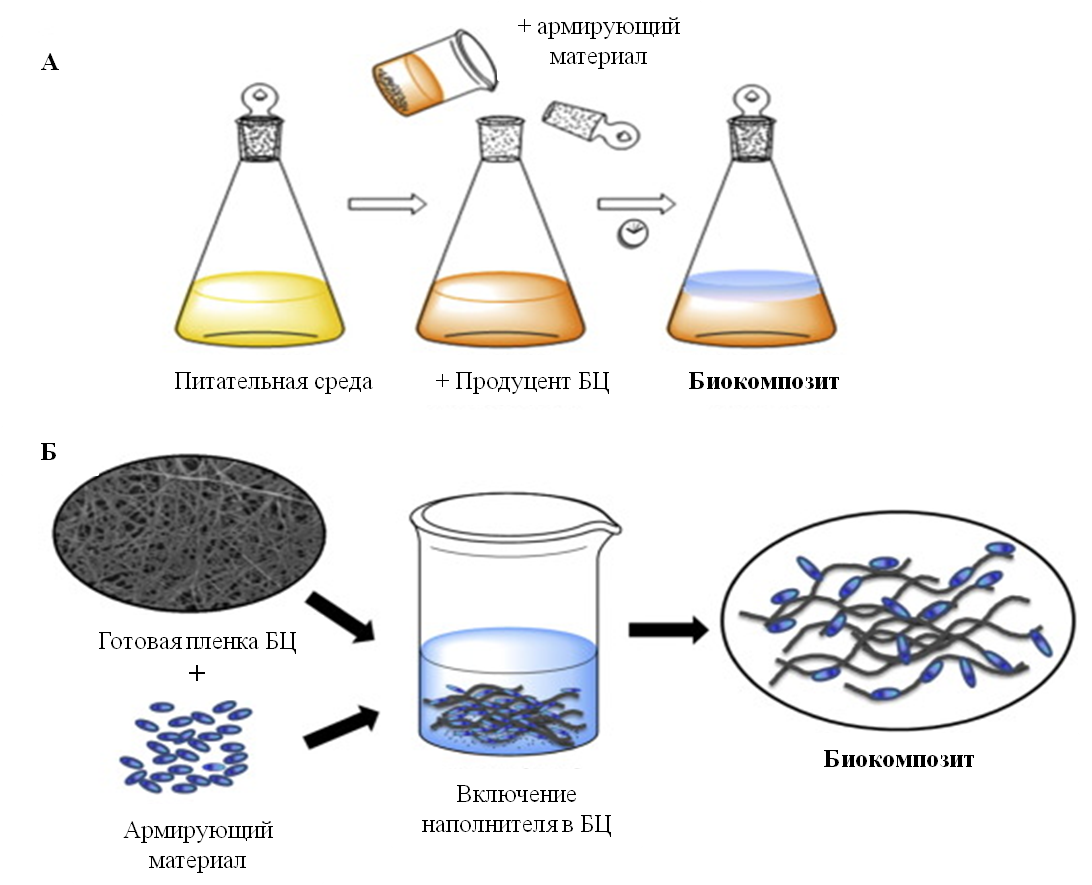 А
+ армирующий
материал
Питательная среда
+ Продуцент БЦ
Биокомпозит
Б
Готовая пленка БЦ
+
Армирующий
материал
Включение
наполнителя в БЦ
Биокомпозит